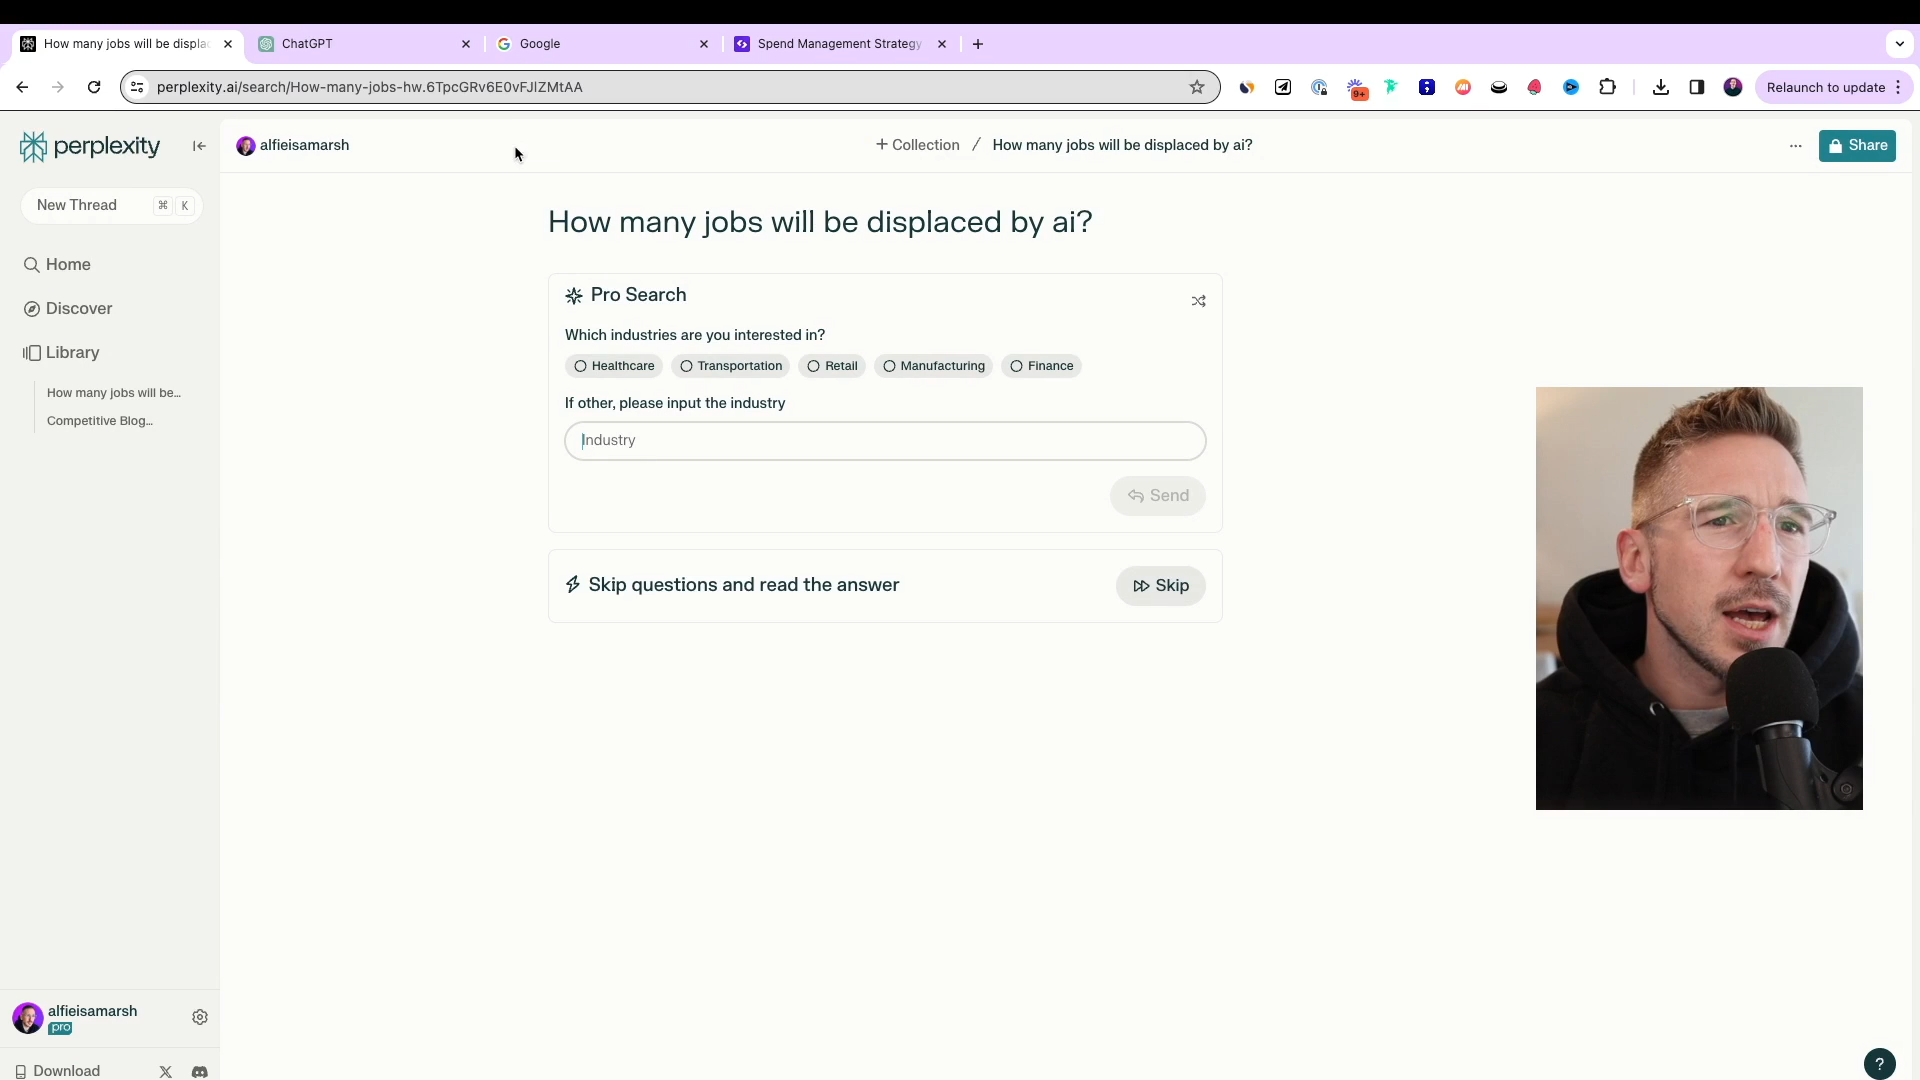 How many jobs will be displac
ChatGPT
Google
Spend Management Strategy
perplexity.ai/search/How-many-jobs-hw.6TpcGRv6E0vFJlZMtAA
9+
Relaunch to update
perplexity
alfieisamarsh
+ Collection / How many jobs will be displaced by ai?
Share
New Thread
⌘ K
Home
Discover
Library
How many jobs will be...
Competitive Blog...
How many jobs will be displaced by ai?
Pro Search
Which industries are you interested in?
Healthcare
Transportation
Retail
Manufacturing
Finance
If other, please input the industry
Industry
Send
Skip questions and read the answer
Skip
alfieisamarsh
pro
Download
?